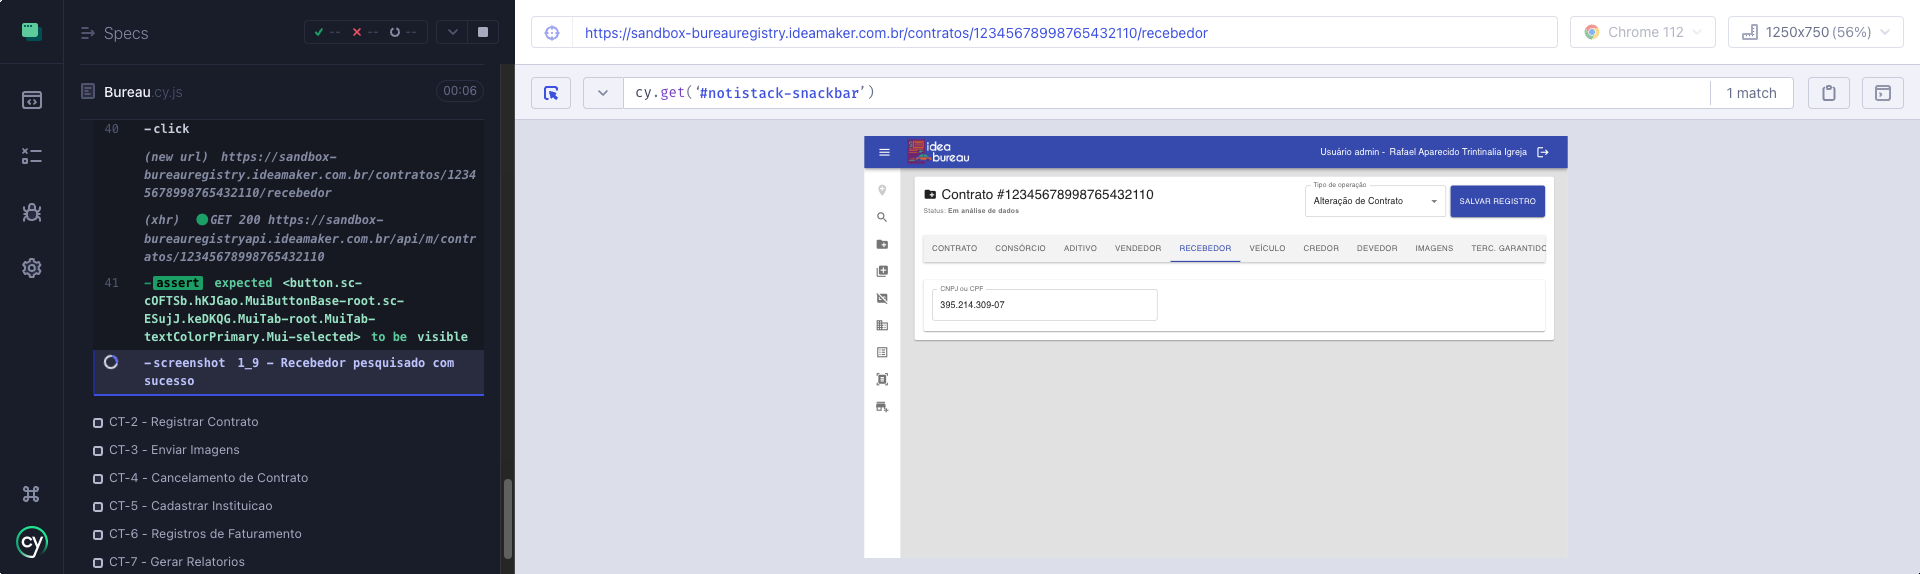 Specs
-- -- --
Bureau.cy.js 00:06
40 -click
(new url) https://sandbox-
bureauregistry.ideamaker.com.br/contratos/1234
5678998765432110/recebedor
(xhr) GET 200 https://sandbox-
bureauregistryapi.ideamaker.com.br/api/m/contr
atos/12345678998765432110
41 -assert expected <button.sc-
cOFTSb.hKJGao.MuiButtonBase-root.sc-
ESujJ.keDKQG.MuiTab-root.MuiTab-
textColorPrimary.Mui-selected> to be visible
-screenshot 1_9 - Recebedor pesquisado com
sucesso
CT-2 - Registrar Contrato
CT-3 - Enviar Imagens
CT-4 - Cancelamento de Contrato
CT-5 - Cadastrar Instituicao
CT-6 - Registros de Faturamento
CT-7 - Gerar Relatorios
cy
https://sandbox-bureauregistry.ideamaker.com.br/contratos/12345678998765432110/recebedor
Chrome 112
1250x750 (56%)
cy.get('#notistack-snackbar')
1 match
idea
bureau
Usuário admin - Rafael Aparecido Trintinalia Igreja
Contrato #12345678998765432110
Status: Em análise de dados
Tipo de operação
Alteração de Contrato
SALVAR REGISTRO
CONTRATO CONSÓRCIO ADITIVO VENDEDOR RECEBEDOR VEÍCULO CREDOR DEVEDOR IMAGENS TERC. GARANTIDO
CNPJ ou CPF
395.214.309-07